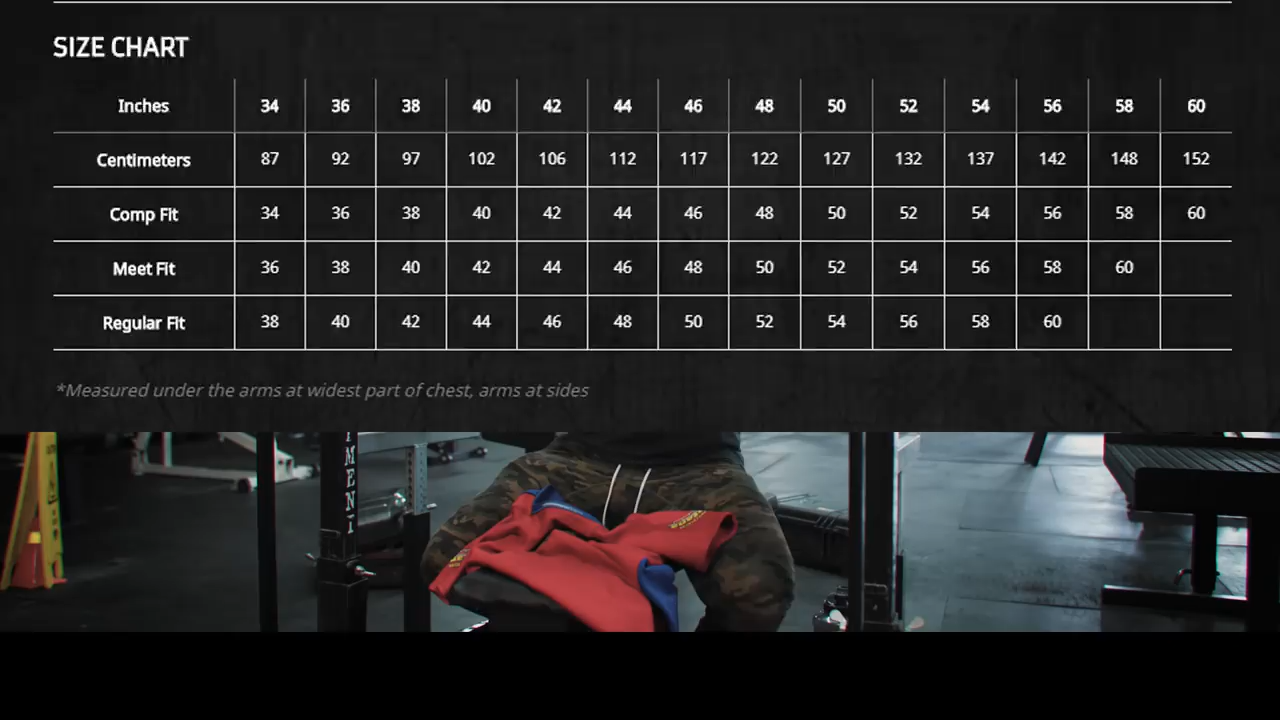 SIZE CHART
Inches 34 36 38 40 42 44 46 48 50 52 54 56 58 60
Centimeters 87 92 97 102 106 112 117 122 127 132 137 142 148 152
Comp Fit 34 36 38 40 42 44 46 48 50 52 54 56 58 60
Meet Fit 36 38 40 42 44 46 48 50 52 54 56 58 60
Regular Fit 38 40 42 44 46 48 50 52 54 56 58 60
*Measured under the arms at widest part of chest, arms at sides